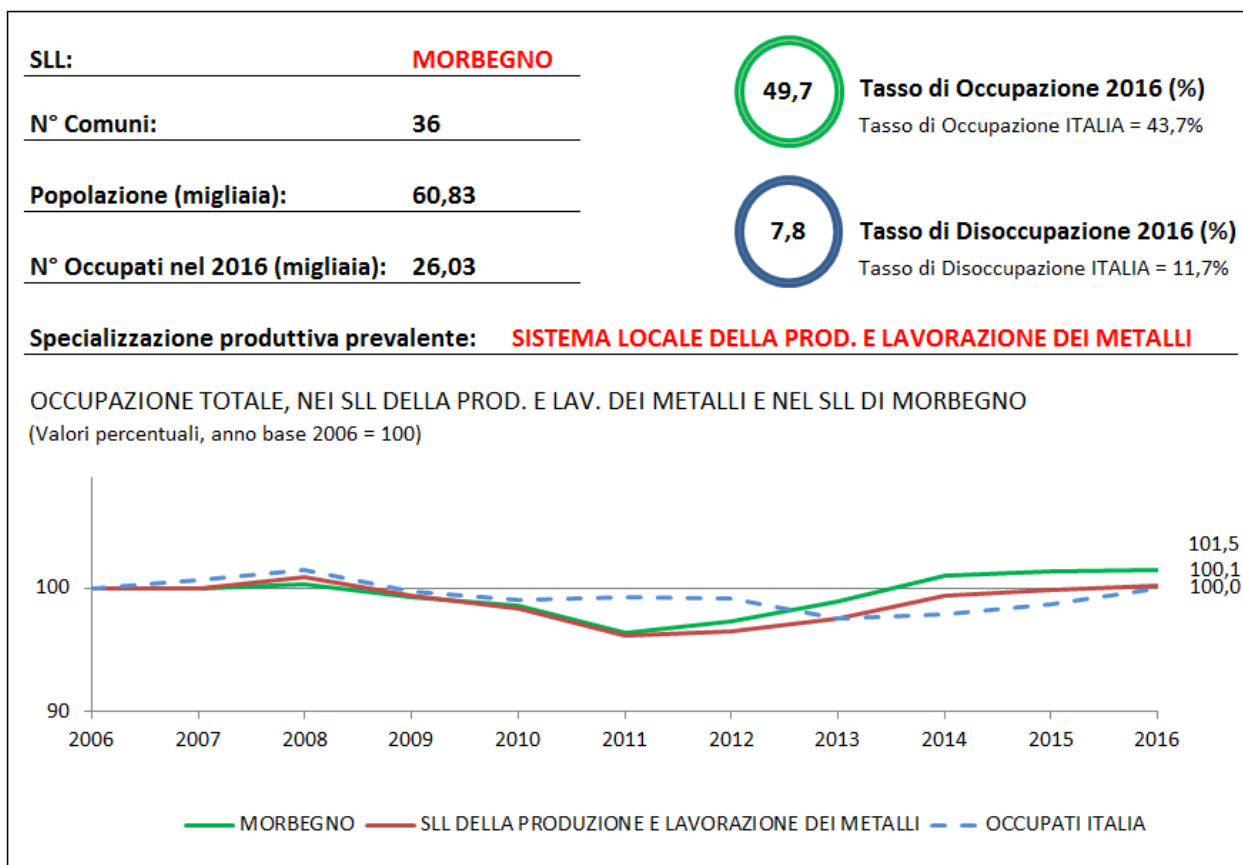 SLL: MORBEGNO
N° Comuni: 36
Popolazione (migliaia): 60,83
N° Occupati nel 2016 (migliaia): 26,03
49,7
Tasso di Occupazione 2016 (%)
Tasso di Occupazione ITALIA = 43,7%
7,8
Tasso di Disoccupazione 2016 (%)
Tasso di Disoccupazione ITALIA = 11,7%
Specializzazione produttiva prevalente: SISTEMA LOCALE DELLA PROD. E LAVORAZIONE DEI METALLI
OCCUPAZIONE TOTALE, NEI SLL DELLA PROD. E LAV. DEI METALLI E NEL SLL DI MORBEGNO
(Valori percentuali, anno base 2006 = 100)
101,5
100,1
100,0
100
90
2006 2007 2008 2009 2010 2011 2012 2013 2014 2015 2016
MORBEGNO SLL DELLA PRODUZIONE E LAVORAZIONE DEI METALLI OCCUPATI ITALIA